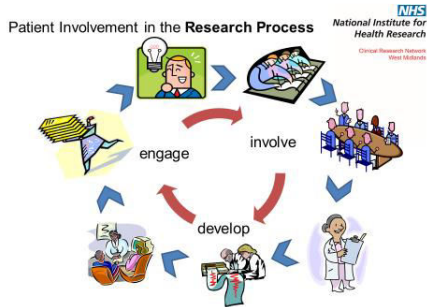 Patient Involvement in the Research Process
NHS
National Institute for
Health Research
Clinical Research Network
West Midlands
engage
involve
develop